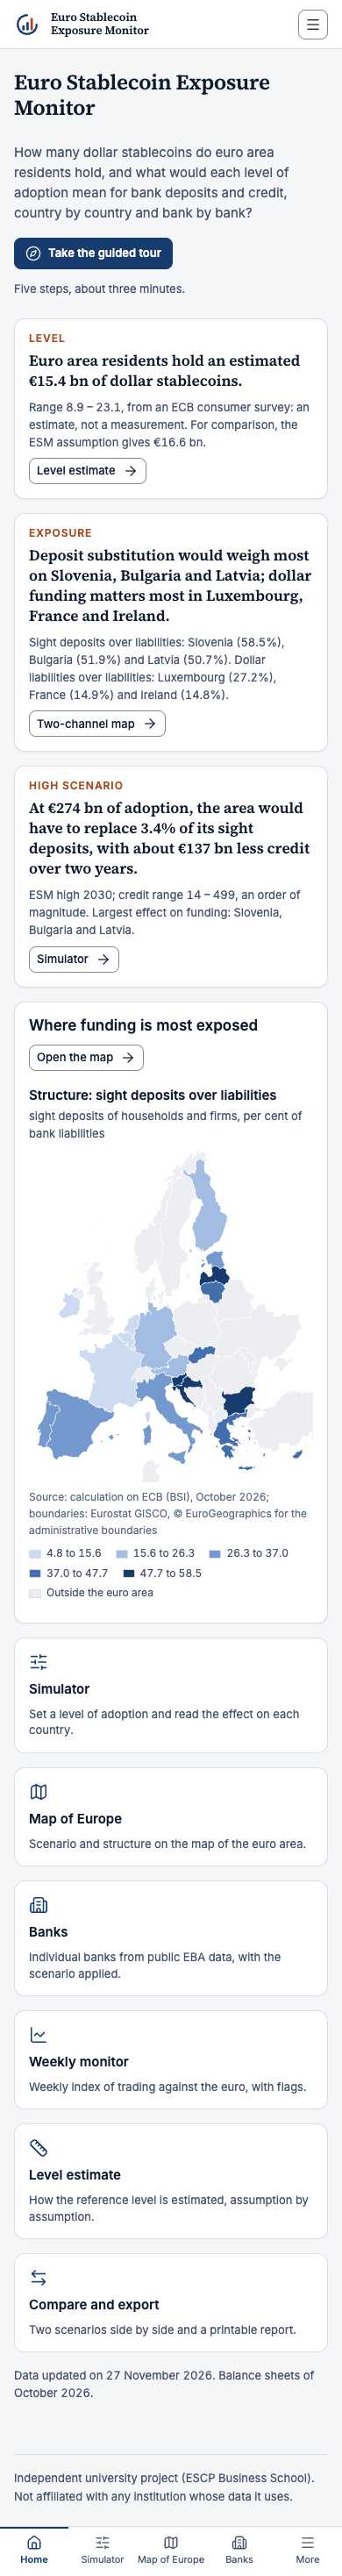 Euro Stablecoin
Exposure Monitor
Euro Stablecoin Exposure
Monitor
How many dollar stablecoins do euro area
residents hold, and what would each level of
adoption mean for bank deposits and credit,
country by country and bank by bank?
Take the guided tour
Five steps, about three minutes.
LEVEL
Euro area residents hold an estimated
€15.4 bn of dollar stablecoins.
Range 8.9 – 23.1, from an ECB consumer survey: an
estimate, not a measurement. For comparison, the
ESM assumption gives €16.6 bn.
Level estimate
EXPOSURE
Deposit substitution would weigh most
on Slovenia, Bulgaria and Latvia; dollar
funding matters most in Luxembourg,
France and Ireland.
Sight deposits over liabilities: Slovenia (58.5%),
Bulgaria (51.9%) and Latvia (50.7%). Dollar
liabilities over liabilities: Luxembourg (27.2%),
France (14.9%) and Ireland (14.8%).
Two-channel map
HIGH SCENARIO
At €274 bn of adoption, the area would
have to replace 3.4% of its sight
deposits, with about €137 bn less credit
over two years.
ESM high 2030; credit range 14 – 499, an order of
magnitude. Largest effect on funding: Slovenia,
Bulgaria and Latvia.
Simulator
Where funding is most exposed
Open the map
Structure: sight deposits over liabilities
sight deposits of households and firms, per cent of
bank liabilities
Source: calculation on ECB (BSI), October 2026;
boundaries: Eurostat GISCO, © EuroGeographics for the
administrative boundaries
4.8 to 15.6 15.6 to 26.3 26.3 to 37.0
37.0 to 47.7 47.7 to 58.5
Outside the euro area
Simulator
Set a level of adoption and read the effect on each
country.
Map of Europe
Scenario and structure on the map of the euro area.
Banks
Individual banks from public EBA data, with the
scenario applied.
Weekly monitor
Weekly index of trading against the euro, with flags.
Level estimate
How the reference level is estimated, assumption by
assumption.
Compare and export
Two scenarios side by side and a printable report.
Data updated on 27 November 2026. Balance sheets of
October 2026.
Independent university project (ESCP Business School).
Not affiliated with any institution whose data it uses.
Home Simulator Map of Europe Banks More